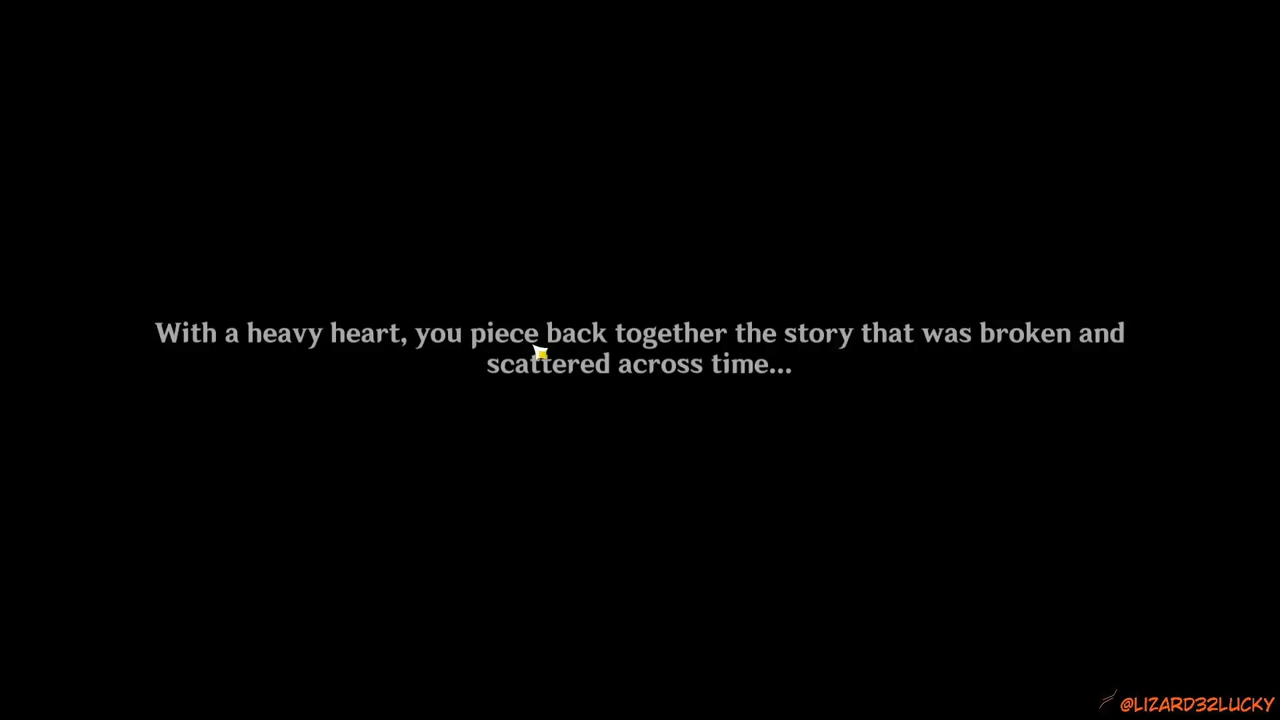 With a heavy heart, you piece back together the story that was broken and
scattered across time...
@LIZARD32LUCKY